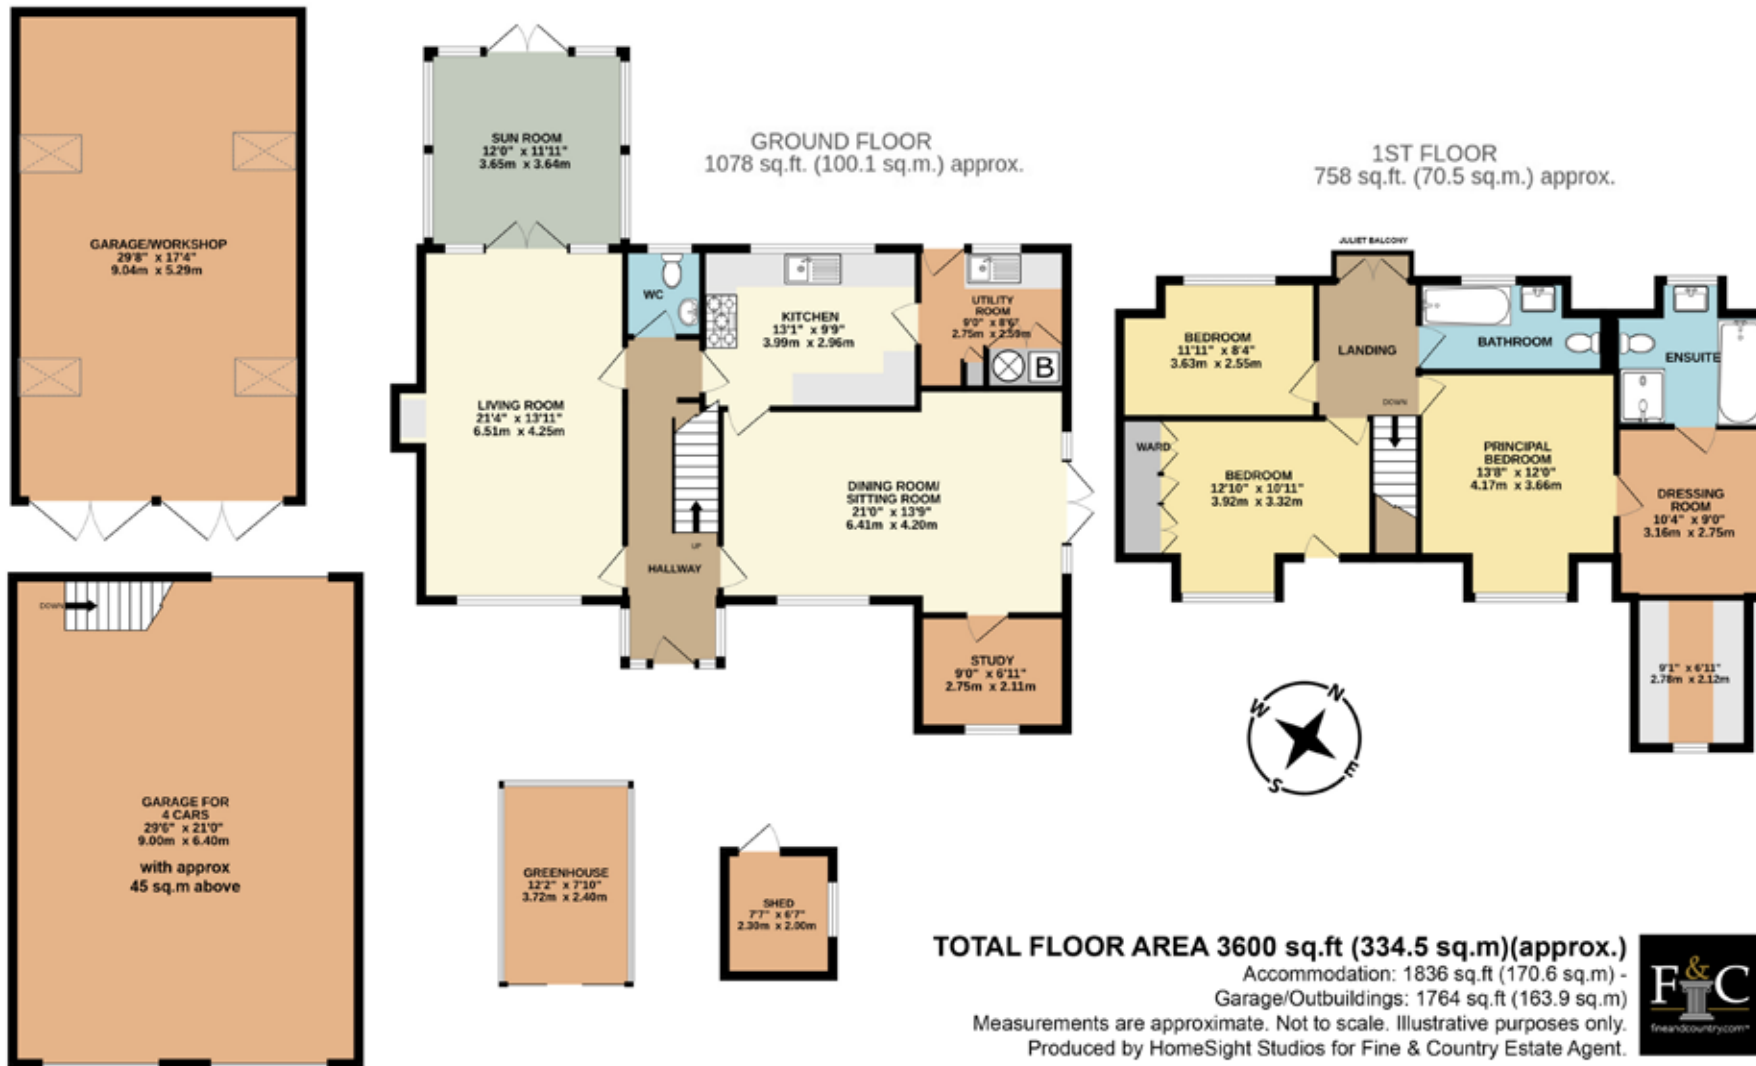 GARAGE/WORKSHOP
29'8" x 17'4"
9.04m x 5.29m
DOWN
GARAGE FOR
4 CARS
29'6" x 21'0"
9.00m x 6.40m
with approx
45 sq.m above
GROUND FLOOR
1078 sq.ft. (100.1 sq.m.) approx.
SUN ROOM
12'0" x 11'11"
3.65m x 3.64m
WC
KITCHEN
13'1" x 9'9"
3.99m x 2.96m
UTILITY
ROOM
9'0" x 8'6"
2.75m x 2.59m
B
LIVING ROOM
21'4" x 13'11"
6.51m x 4.25m
DINING ROOM/
SITTING ROOM
21'0" x 13'9"
6.41m x 4.20m
UP
HALLWAY
STUDY
9'0" x 6'11"
2.75m x 2.11m
GREENHOUSE
12'2" x 7'10"
3.72m x 2.40m
SHED
7'7" x 6'7"
2.30m x 2.00m
1ST FLOOR
758 sq.ft. (70.5 sq.m.) approx.
JULIET BALCONY
BEDROOM
11'11" x 8'4"
3.63m x 2.55m
LANDING
BATHROOM
ENSUITE
DOWN
WARD
BEDROOM
12'10" x 10'11"
3.92m x 3.32m
PRINCIPAL
BEDROOM
13'8" x 12'0"
4.17m x 3.66m
DRESSING
ROOM
10'4" x 9'0"
3.16m x 2.75m
9'1" x 6'11"
2.78m x 2.12m
N
W
E
S
TOTAL FLOOR AREA 3600 sq.ft (334.5 sq.m)(approx.)
Accommodation: 1836 sq.ft (170.6 sq.m) -
Garage/Outbuildings: 1764 sq.ft (163.9 sq.m)
Measurements are approximate. Not to scale. Illustrative purposes only.
Produced by HomeSight Studios for Fine & Country Estate Agent.
F&C
fineandcountry.com™